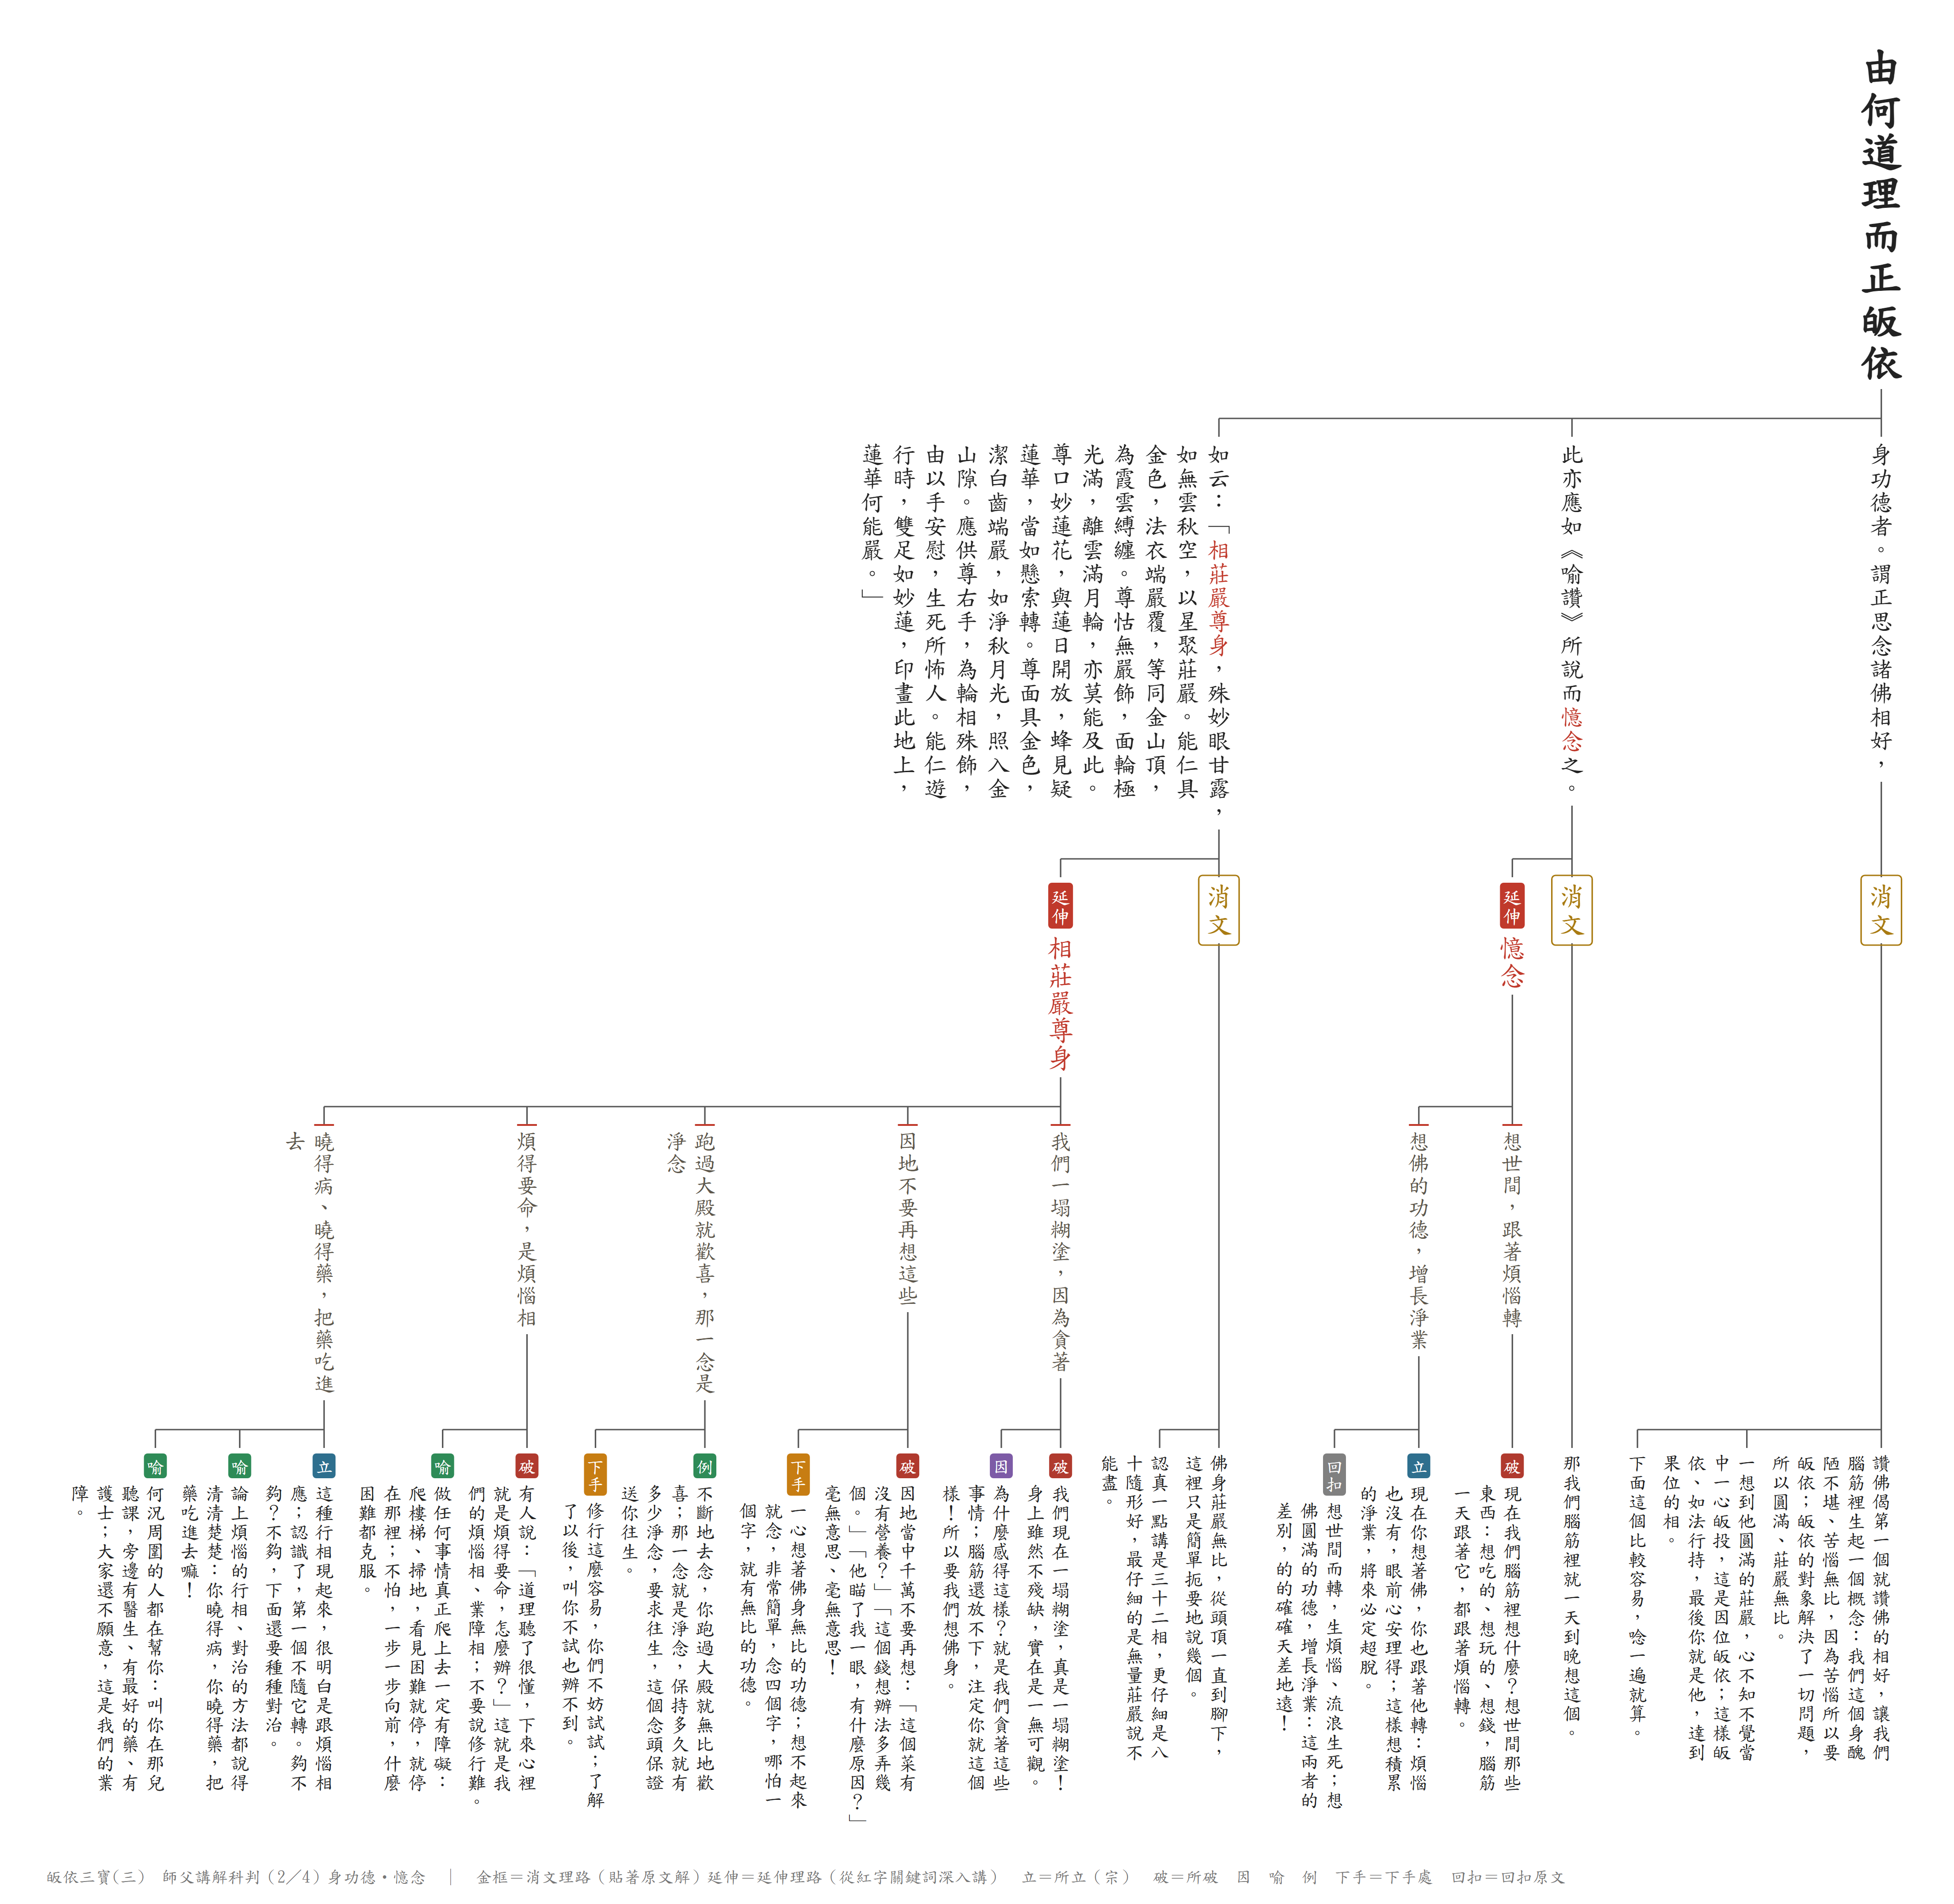 由何道理而正皈依
身功德者。謂正思念諸佛相好，
此亦應如《喻讚》所說而憶念之。
如云：「相莊嚴尊身，殊妙眼甘露，
如無雲秋空，以星聚莊嚴。能仁具
金色，法衣端嚴覆，等同金山頂，
為霞雲縛纏。尊怙無嚴飾，面輪極
光滿，離雲滿月輪，亦莫能及此。
尊口妙蓮花，與蓮日開放，蜂見疑
蓮華，當如懸索轉。尊面具金色，
潔白齒端嚴，如淨秋月光，照入金
山隙。應供尊右手，為輪相殊飾，
由以手安慰，生死所怖人。能仁遊
行時，雙足如妙蓮，印畫此地上，
蓮華何能嚴。」
消文
消文
延伸
憶念
消文
延伸
相莊嚴尊身
想世間，跟著煩惱轉
想佛的功德，增長淨業
我們一塌糊塗，因為貪著
因地不要再想這些
跑過大殿就歡喜，那一念是
淨念
煩得要命，是煩惱相
曉得病、曉得藥，把藥吃進
去
讚佛偈第一個就讚佛的相好，讓我們
腦筋裡生起一個概念：我們這個身醜
陋不堪、苦惱無比，因為苦惱所以要
皈依；皈依的對象解決了一切問題，
所以圓滿、莊嚴無比。
一想到他圓滿的莊嚴，心不知不覺當
中一心皈投，這是因位皈依；這樣皈
依、如法行持，最後你就是他，達到
果位的相。
下面這個比較容易，唸一遍就算。
那我們腦筋裡就一天到晚想這個。
破
現在我們腦筋裡想什麼？想世間那些
東西：想吃的、想玩的、想錢，腦筋
一天跟著它，都跟著煩惱轉。
立
現在你想著佛，你也跟著他轉：煩惱
也沒有，眼前心安理得；這樣想積累
的淨業，將來必定超脫。
回扣
想世間而轉，生煩惱、流浪生死；想
佛圓滿的功德，增長淨業：這兩者的
差別，的的確確天差地遠！
佛身莊嚴無比，從頭頂一直到腳下，
這裡只是簡單扼要地說幾個。
認真一點講是三十二相，更仔細是八
十隨形好，最仔細的是無量莊嚴說不
能盡。
破
我們現在一塌糊塗，真是一塌糊塗！
身上雖然不殘缺，實在是一無可觀。
因
為什麼感得這樣？就是我們貪著這些
事情；腦筋還放不下，注定你就這個
樣！所以要我們想佛身。
破
因地當中千萬不要再想：「這個菜有
沒有營養？」「這個錢想辦法多弄幾
個。」「他瞄了我一眼，有什麼原因？」
毫無意思、毫無意思！
下手
一心想著佛身無比的功德；想不起來
就念，非常簡單，念四個字，哪怕一
個字，就有無比的功德。
例
不斷地去念，你跑過大殿就無比地歡
喜；那一念就是淨念，保持多久就有
多少淨念，要求往生，這個念頭保證
送你往生。
下手
修行這麼容易，你們不妨試試；了解
了以後，叫你不試也辦不到。
破
有人說：「道理聽了很懂，下來心裡
就是煩得要命，怎麼辦？」這就是我
們的煩惱相、業障相；不要說修行難。
喻
做任何事情真正爬上去一定有障礙：
爬樓梯、掃地，看見困難就停，就停
在那裡；不怕，一步一步向前，什麼
困難都克服。
立
這種行相現起來，很明白是跟煩惱相
應；認識了，第一個不隨它轉。夠不
夠？不夠，下面還要種種對治。
喻
論上煩惱的行相、對治的方法都說得
清清楚楚：你曉得病，你曉得藥，把
藥吃進去嘛！
喻
何況周圍的人都在幫你：叫你在那兒
聽課，旁邊有醫生、有最好的藥、有
護士；大家還不願意，這是我們的業
障。
皈依三寶（三）　師父講解科判（2／4）身功德・憶念　｜　金框＝消文理路（貼著原文解）延伸＝延伸理路（從紅字關鍵詞深入講）　立＝所立（宗）　破＝所破　因　喻　例　下手＝下手處　回扣＝回扣原文